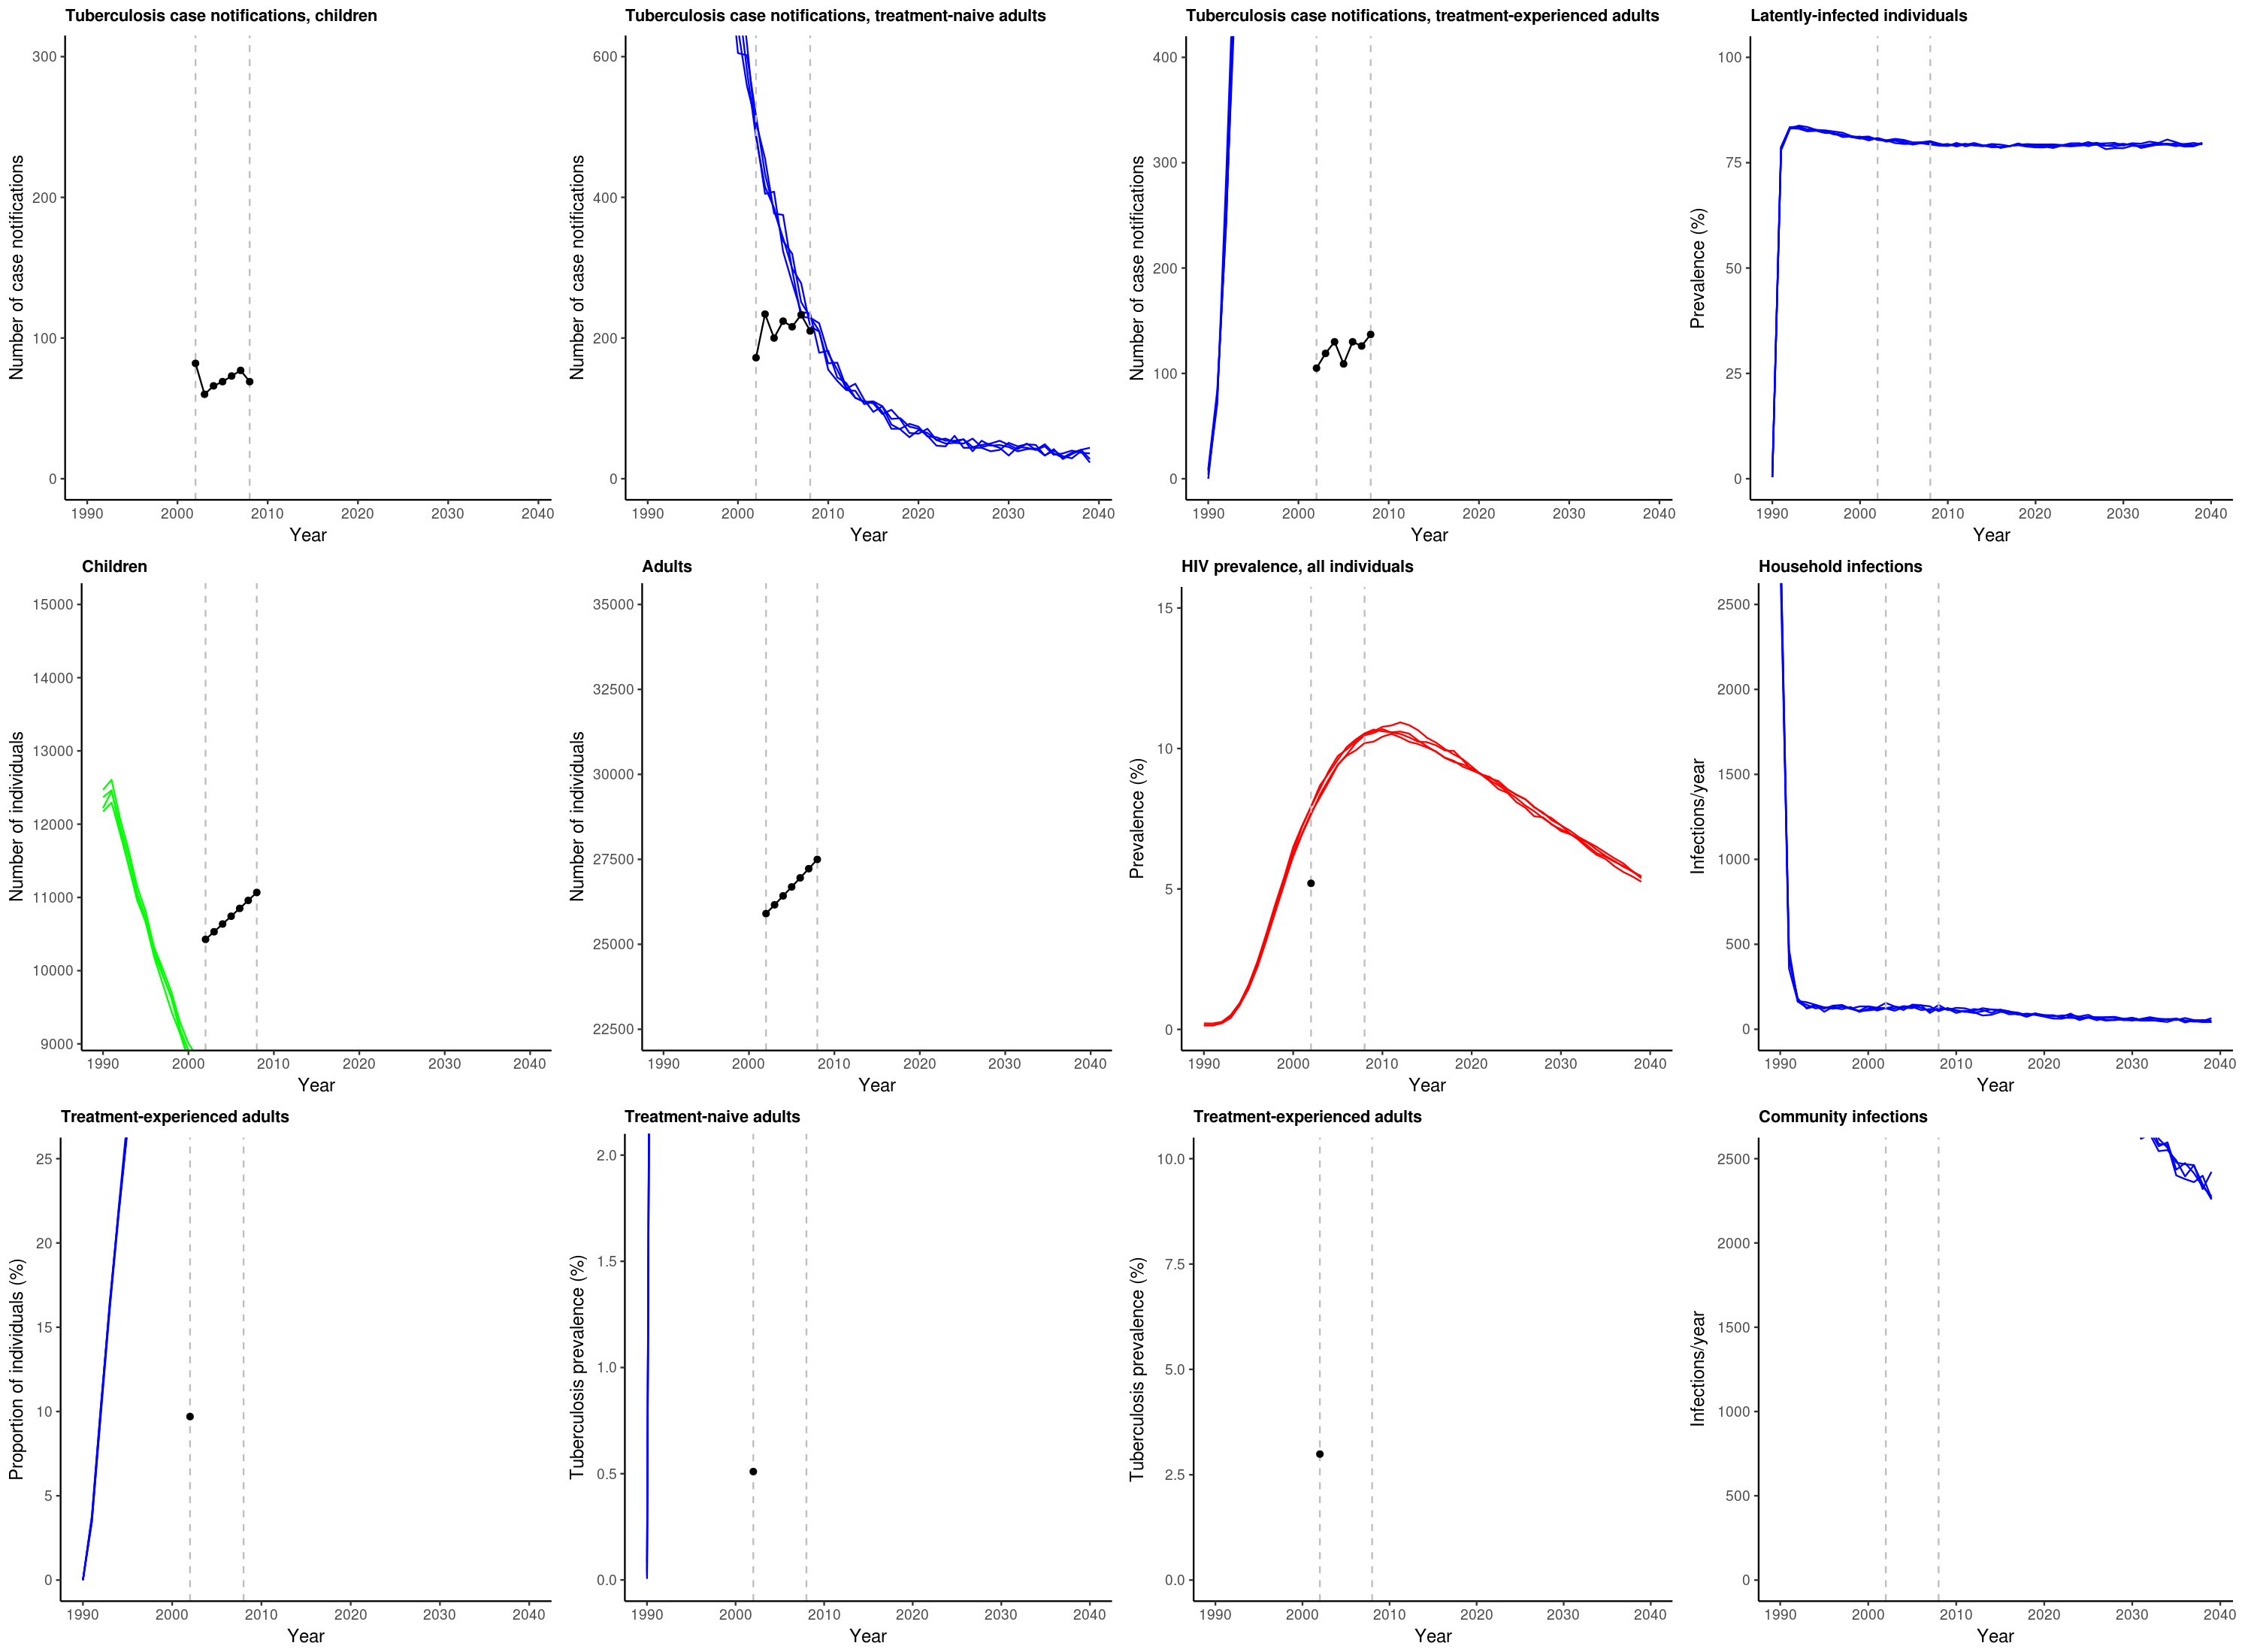 Tuberculosis case notifications, children
Number of case notifications
300
200
100
0
1990 2000 2010 2020 2030 2040
Year
Tuberculosis case notifications, treatment-naive adults
Number of case notifications
600
400
200
0
1990 2000 2010 2020 2030 2040
Year
Tuberculosis case notifications, treatment-experienced adults
Number of case notifications
400
300
200
100
0
1990 2000 2010 2020 2030 2040
Year
Latently-infected individuals
Prevalence (%)
100
75
50
25
0
1990 2000 2010 2020 2030 2040
Year
Children
Number of individuals
15000
14000
13000
12000
11000
10000
9000
1990 2000 2010 2020 2030 2040
Year
Adults
Number of individuals
35000
32500
30000
27500
25000
22500
1990 2000 2010 2020 2030 2040
Year
HIV prevalence, all individuals
Prevalence (%)
15
10
5
0
1990 2000 2010 2020 2030 2040
Year
Household infections
Infections/year
2500
2000
1500
1000
500
0
1990 2000 2010 2020 2030 2040
Year
Treatment-experienced adults
Proportion of individuals (%)
25
20
15
10
5
0
1990 2000 2010 2020 2030 2040
Year
Treatment-naive adults
Tuberculosis prevalence (%)
2.0
1.5
1.0
0.5
0.0
1990 2000 2010 2020 2030 2040
Year
Treatment-experienced adults
Tuberculosis prevalence (%)
10.0
7.5
5.0
2.5
0.0
1990 2000 2010 2020 2030 2040
Year
Community infections
Infections/year
2500
2000
1500
1000
500
0
1990 2000 2010 2020 2030 2040
Year